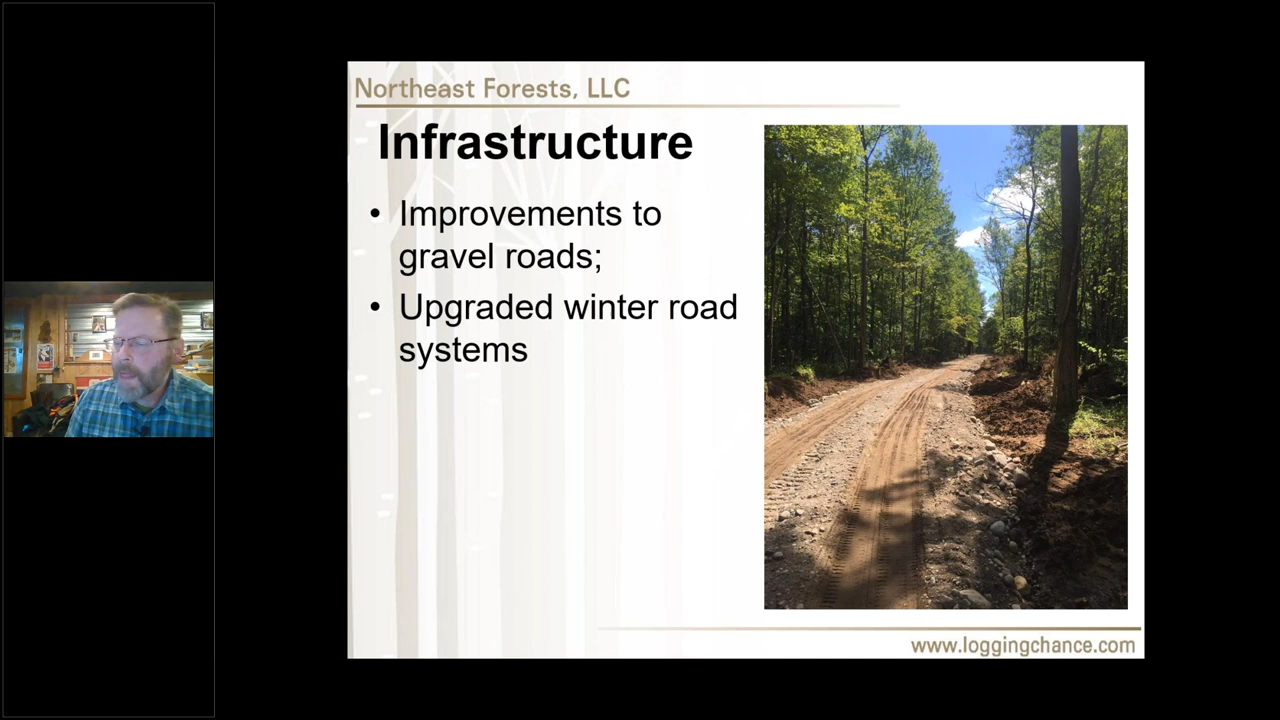 Northeast Forests, LLC
Infrastructure
• Improvements to
gravel roads;
• Upgraded winter road
systems
www.loggingchance.com